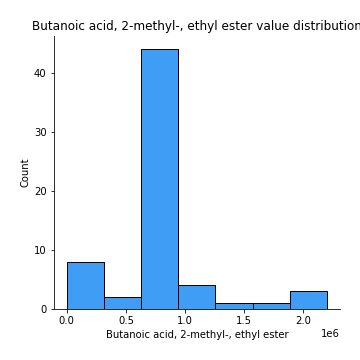 Butanoic acid, 2-methyl-, ethyl ester value distribution
40
30
20
10
0
Count
0.0 0.5 1.0 1.5 2.0
1e6
Butanoic acid, 2-methyl-, ethyl ester